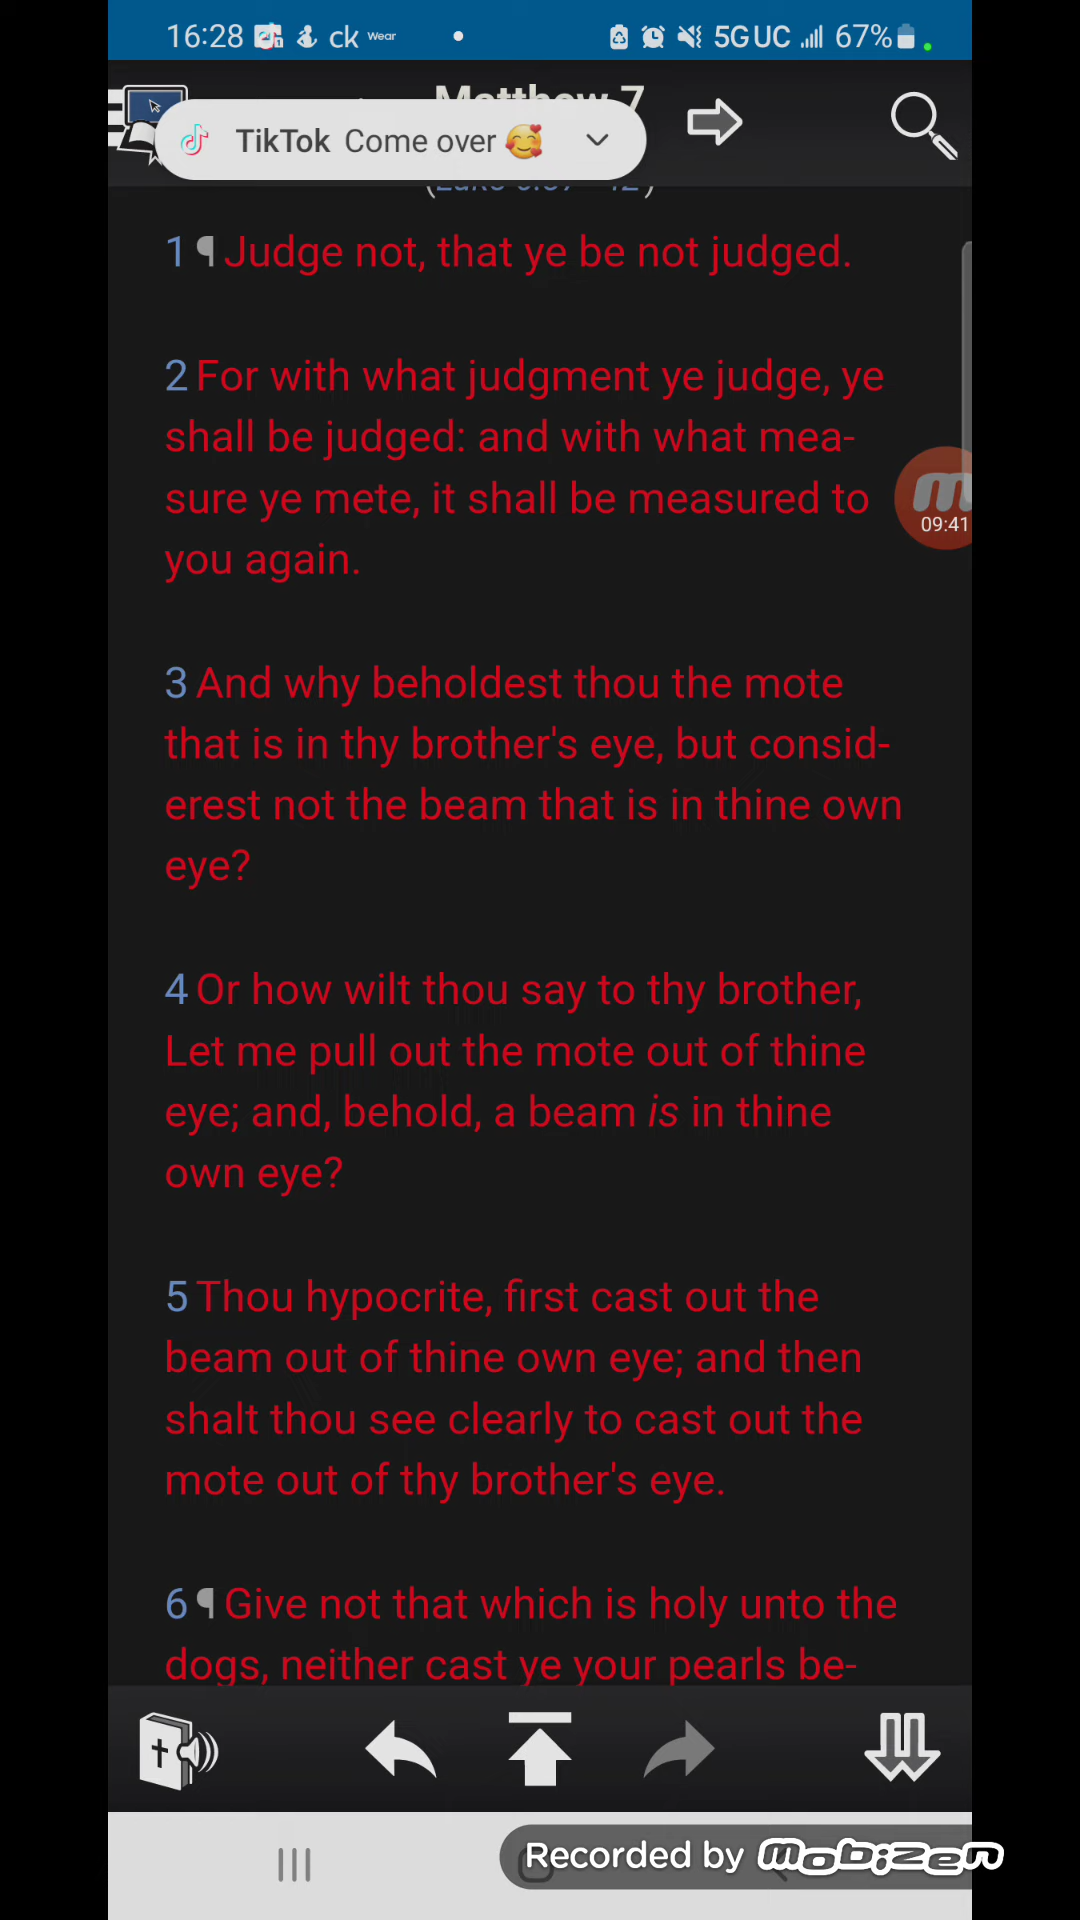 16:28 ck Wear 5G UC 67%
Matthew 7
TikTok Come over
1 ¶ Judge not, that ye be not judged.
2 For with what judgment ye judge, ye
shall be judged: and with what mea-
sure ye mete, it shall be measured to
you again.
09:41
3 And why beholdest thou the mote
that is in thy brother's eye, but consid-
erest not the beam that is in thine own
eye?
4 Or how wilt thou say to thy brother,
Let me pull out the mote out of thine
eye; and, behold, a beam is in thine
own eye?
5 Thou hypocrite, first cast out the
beam out of thine own eye; and then
shalt thou see clearly to cast out the
mote out of thy brother's eye.
6 ¶ Give not that which is holy unto the
dogs, neither cast ye your pearls be-
Recorded by mobizen